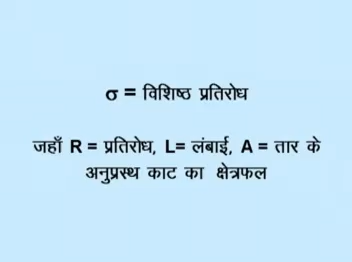 σ = विशिष्ठ प्रतिरोध
जहाँ R = प्रतिरोध, L= लंबाई, A = तार के
अनुप्रस्थ काट का क्षेत्रफल